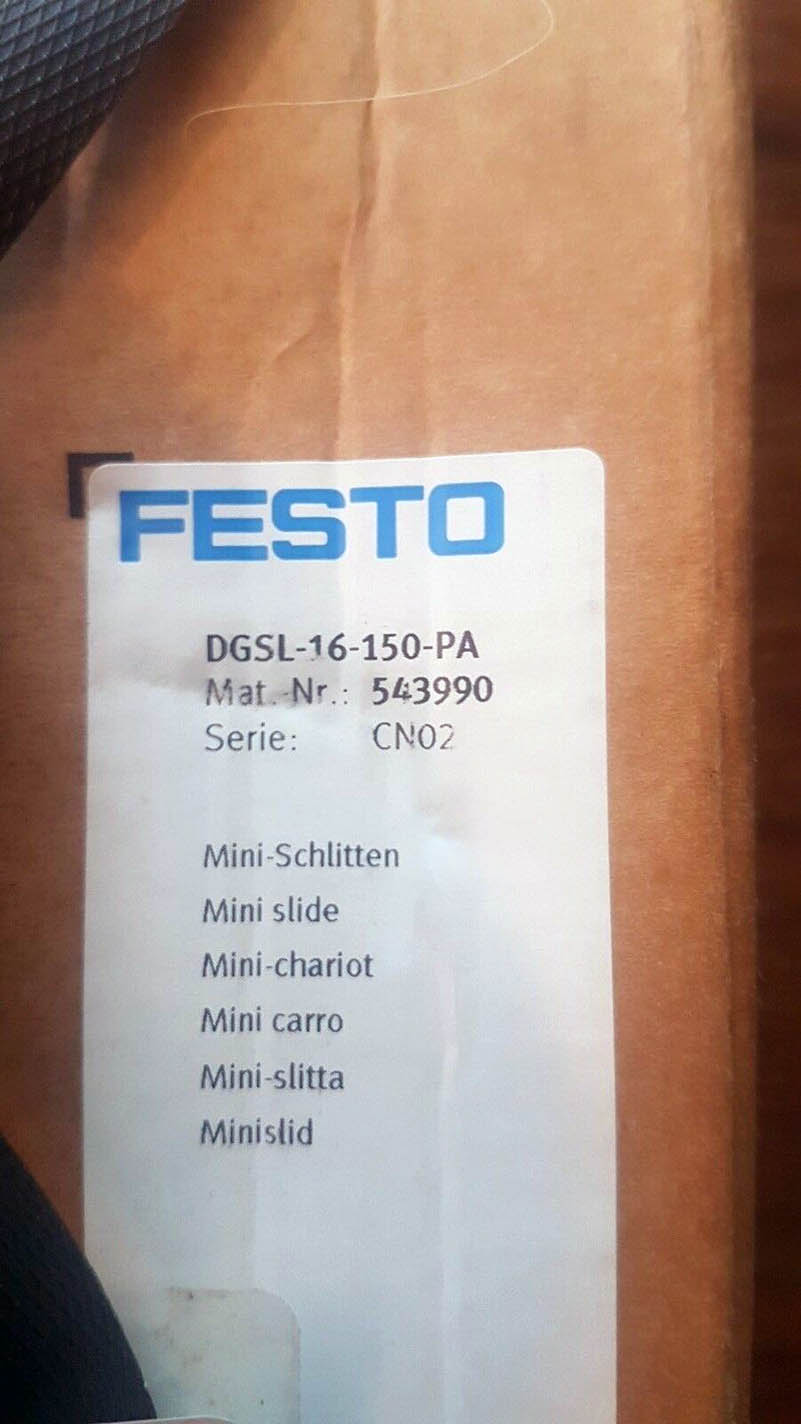 FESTO
DGSL-16-150-PA
Mat.-Nr.: 543990
Serie: CN02
Mini-Schlitten
Mini slide
Mini-chariot
Mini carro
Mini-slitta
Minislid